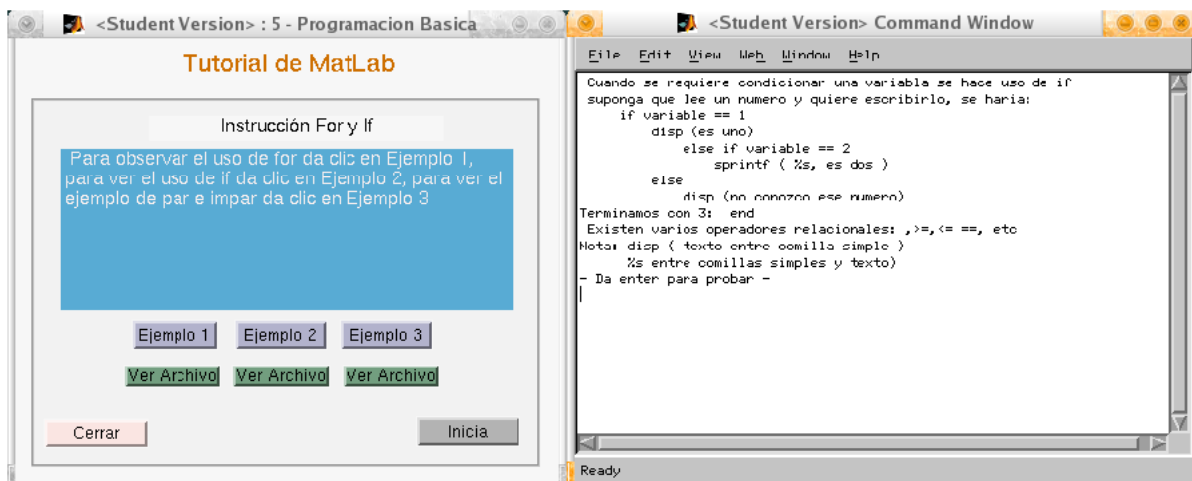 <Student Version> : 5 - Programacion Basica
Tutorial de MatLab
Instrucción For y If
Para observar el uso de for da clic en Ejemplo 1,
para ver el uso de if da clic en Ejemplo 2, para ver el
ejemplo de par e impar da clic en Ejemplo 3
Ejemplo 1 Ejemplo 2 Ejemplo 3
Ver Archivo Ver Archivo Ver Archivo
Cerrar Inicia
<Student Version> Command Window
File Edit View Web Window Help
Cuando se requiere condicionar una variabla se hace uso de if
suponga que lee un numero y quiere escribirlo, se haria:
if variable == 1
disp (es uno)
else if variable == 2
sprintf ( %s, es dos )
else
disp (no conozco ese numero)
Terminamos con 3: end
Existen varios operadores relacionales: ,>=,<= ==, etc
Nota: disp ( texto entre comilla simple )
%s entre comillas simples y texto)
- Da enter para probar -
Ready